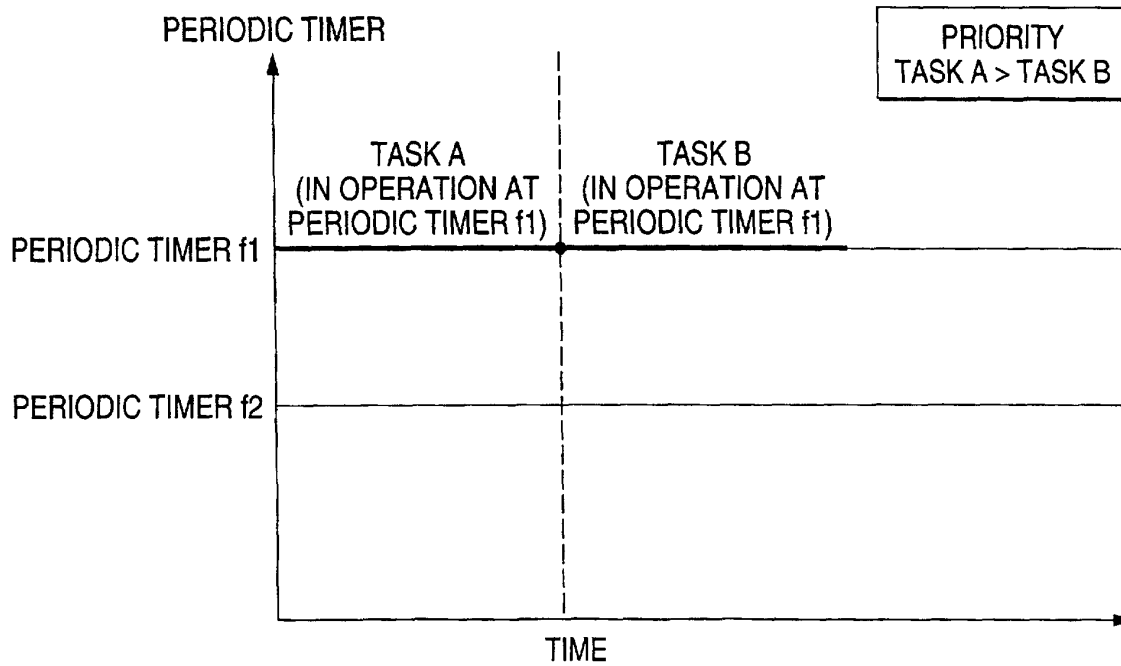 PERIODIC TIMER
PRIORITY
TASK A > TASK B
TASK A
(IN OPERATION AT
PERIODIC TIMER f1)
TASK B
(IN OPERATION AT
PERIODIC TIMER f1)
PERIODIC TIMER f1
PERIODIC TIMER f2
TIME